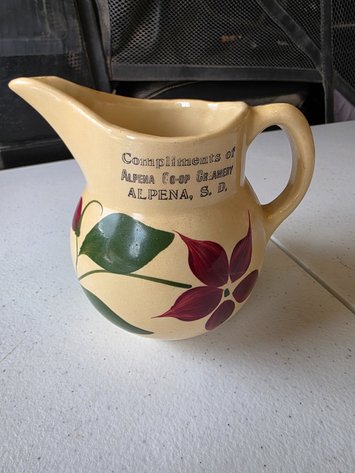 Compliments of
ALPENA CO-OP CREAMERY
ALPENA, S. D.